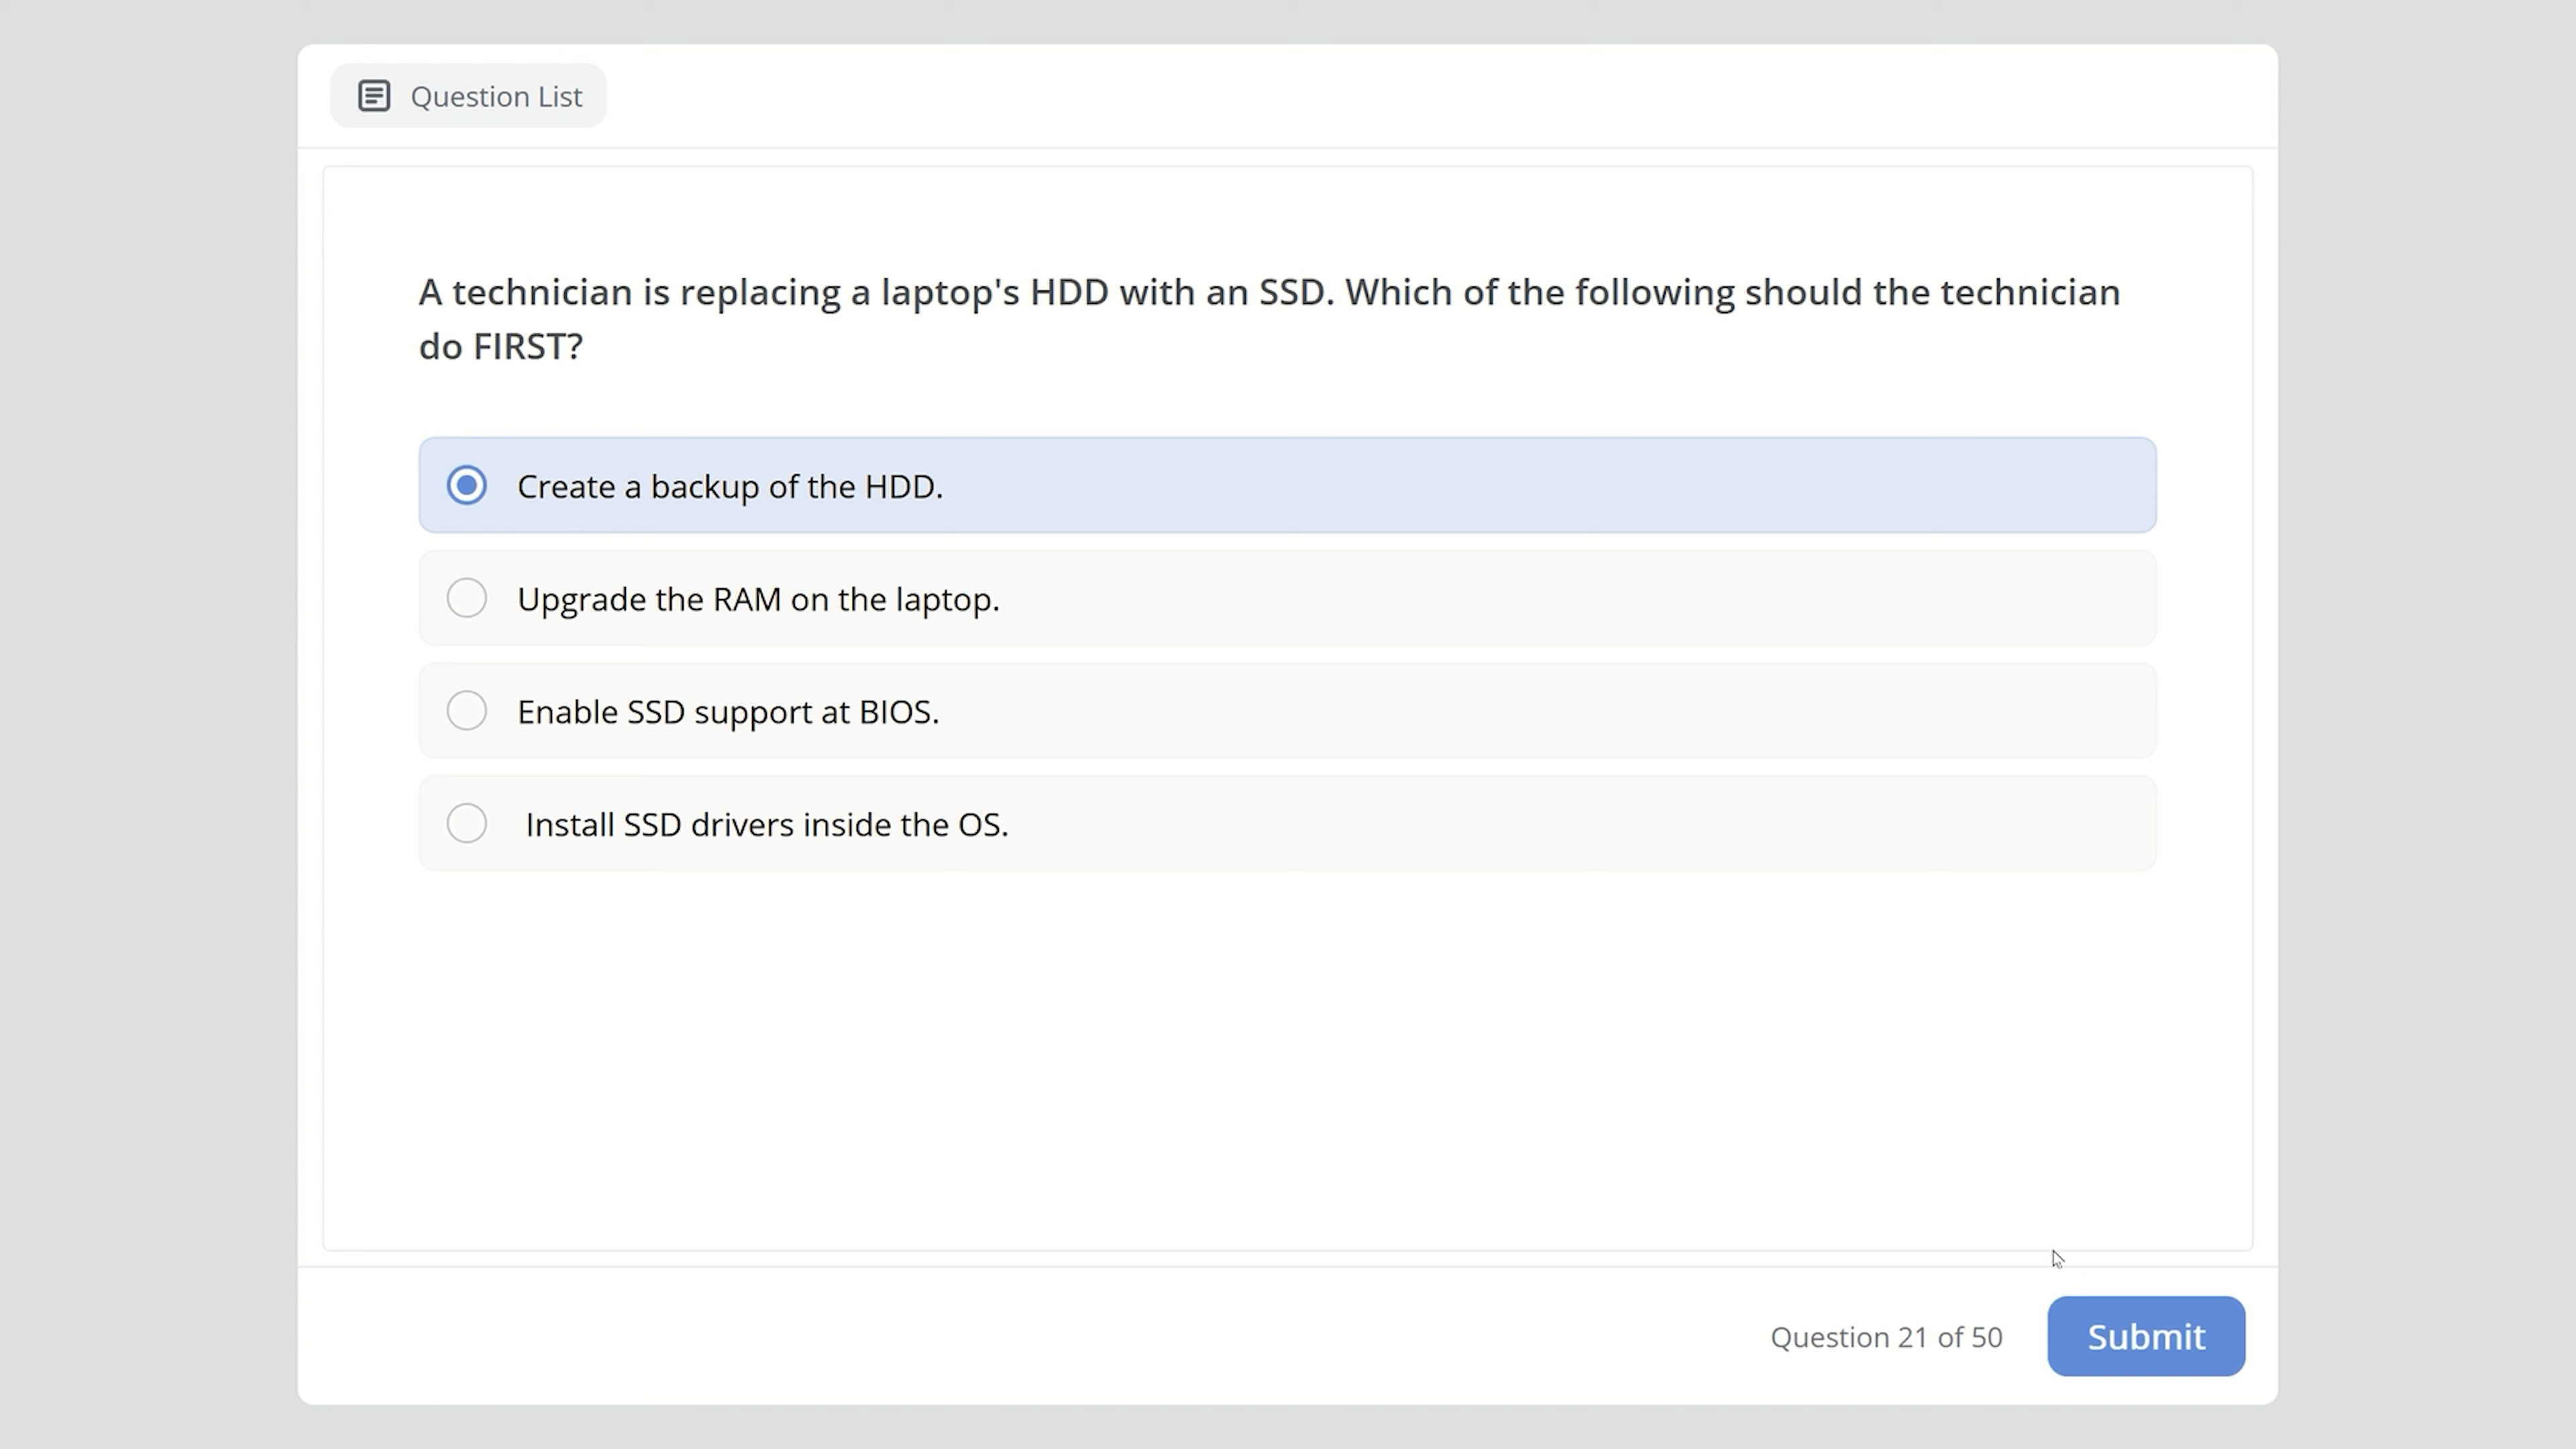 Question List
A technician is replacing a laptop's HDD with an SSD. Which of the following should the technician
do FIRST?
Create a backup of the HDD.
Upgrade the RAM on the laptop.
Enable SSD support at BIOS.
Install SSD drivers inside the OS.
Question 21 of 50
Submit